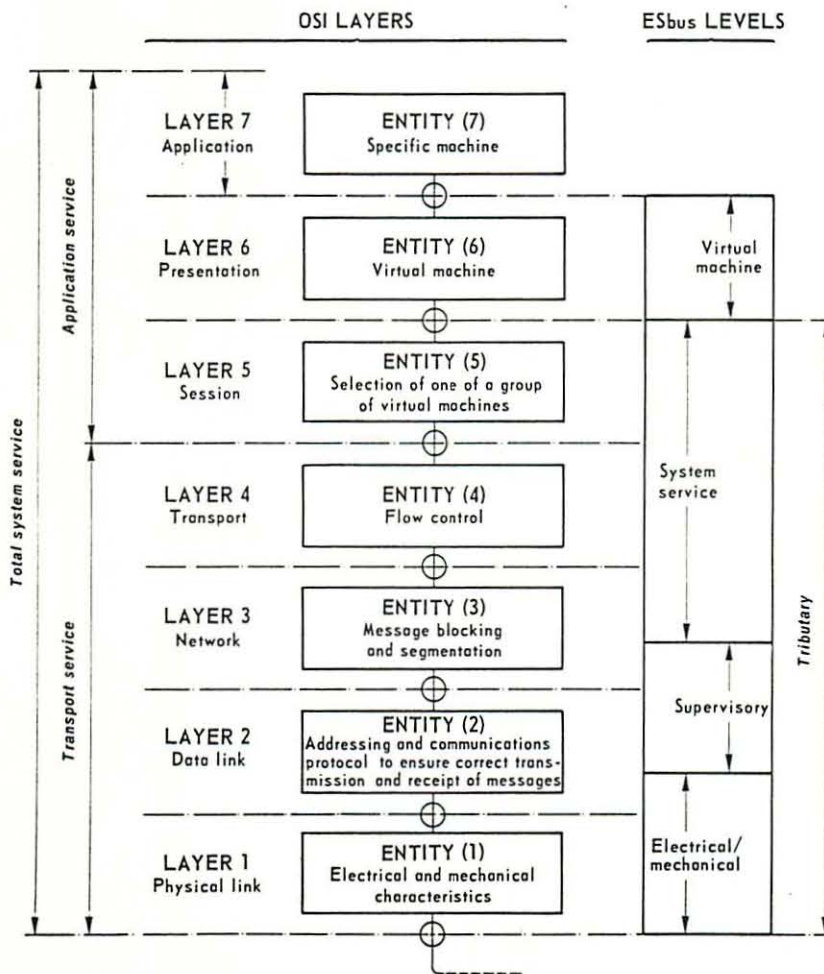 OSI LAYERS
ESbus LEVELS
LAYER 7
Application
ENTITY (7)
Specific machine
LAYER 6
Presentation
ENTITY (6)
Virtual machine
Virtual
machine
LAYER 5
Session
ENTITY (5)
Selection of one of a group
of virtual machines
Application service
LAYER 4
Transport
ENTITY (4)
Flow control
System
service
Total system service
LAYER 3
Network
ENTITY (3)
Message blocking
and segmentation
Tributary
Transport service
LAYER 2
Data link
ENTITY (2)
Addressing and communications
protocol to ensure correct trans-
mission and receipt of messages
Supervisory
LAYER 1
Physical link
ENTITY (1)
Electrical and mechanical
characteristics
Electrical/
mechanical